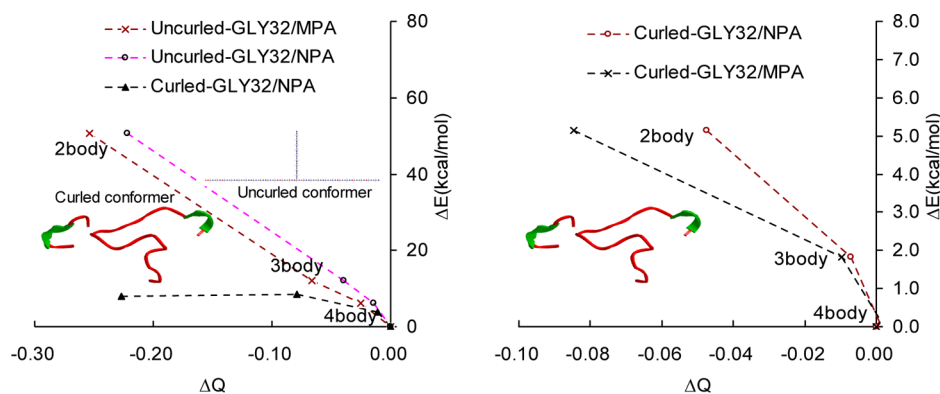 Uncurled-GLY32/MPA
Uncurled-GLY32/NPA
Curled-GLY32/NPA
2body
Curled conformer
Uncurled conformer
3body
4body
80
60
40
20
0
ΔE(kcal/mol)
-0.30
-0.20
-0.10
0.00
ΔQ
Curled-GLY32/NPA
Curled-GLY32/MPA
2body
3body
4body
8.0
7.0
6.0
5.0
4.0
3.0
2.0
1.0
0.0
ΔE(kcal/mol)
-0.10
-0.08
-0.06
-0.04
-0.02
0.00
ΔQ